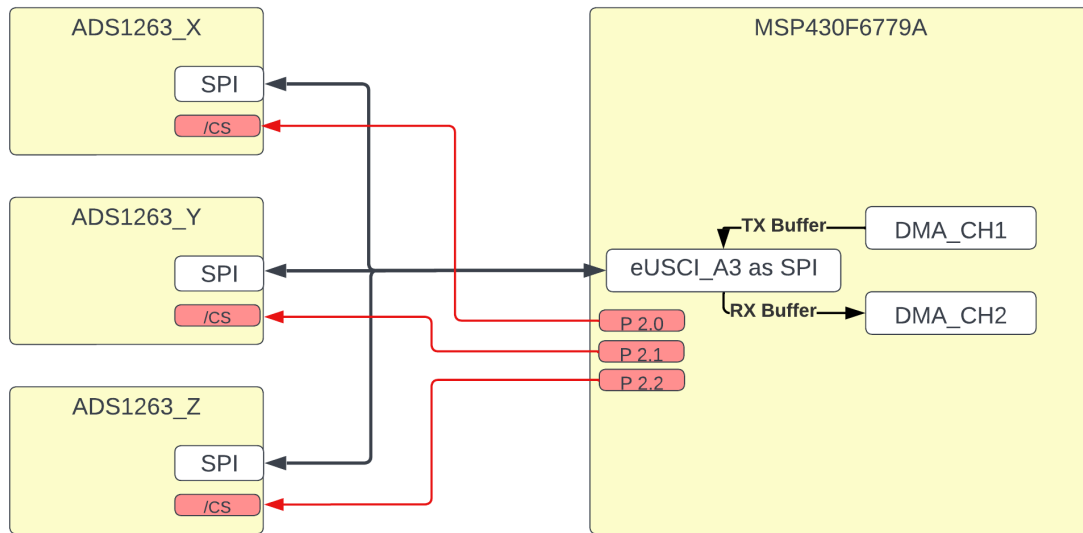 ADS1263_X
SPI
/CS
ADS1263_Y
SPI
/CS
ADS1263_Z
SPI
/CS
MSP430F6779A
TX Buffer
DMA_CH1
eUSCI_A3 as SPI
RX Buffer
DMA_CH2
P 2.0
P 2.1
P 2.2